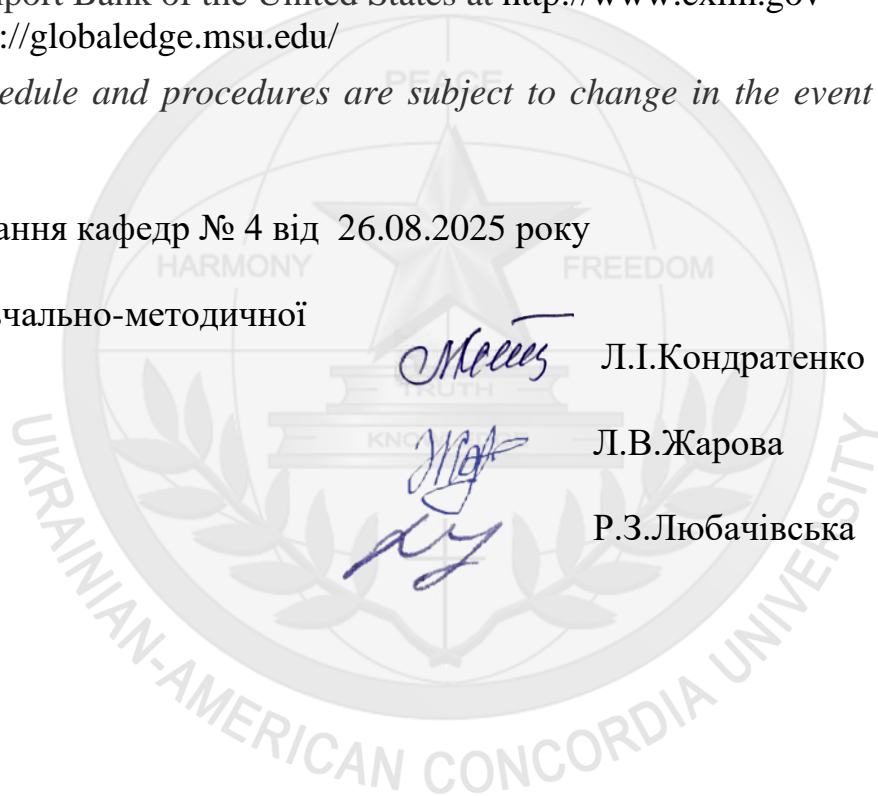 port Bank of the United States at http://www.exim.gov
://globaledge.msu.edu/
edule and procedures are subject to change in the event
ання кафедр № 4 від 26.08.2025 року
чально-методичної
Л.І.Кондратенко
Л.В.Жарова
Р.З.Любачівська
PEACE
HARMONY FREEDOM
TRUTH
UKRAINIAN-AMERICAN CONCORDIA UNIVERSITY